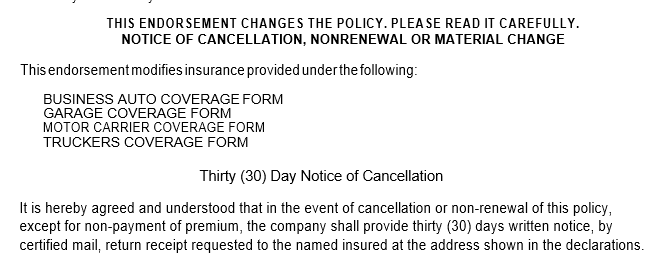 THIS ENDORSEMENT CHANGES THE POLICY. PLEASE READ IT CAREFULLY.
NOTICE OF CANCELLATION, NONRENEWAL OR MATERIAL CHANGE
This endorsement modifies insurance provided under the following:
BUSINESS AUTO COVERAGE FORM
GARAGE COVERAGE FORM
MOTOR CARRIER COVERAGE FORM
TRUCKERS COVERAGE FORM
Thirty (30) Day Notice of Cancellation
It is hereby agreed and understood that in the event of cancellation or non-renewal of this policy,
except for non-payment of premium, the company shall provide thirty (30) days written notice, by
certified mail, return receipt requested to the named insured at the address shown in the declarations.